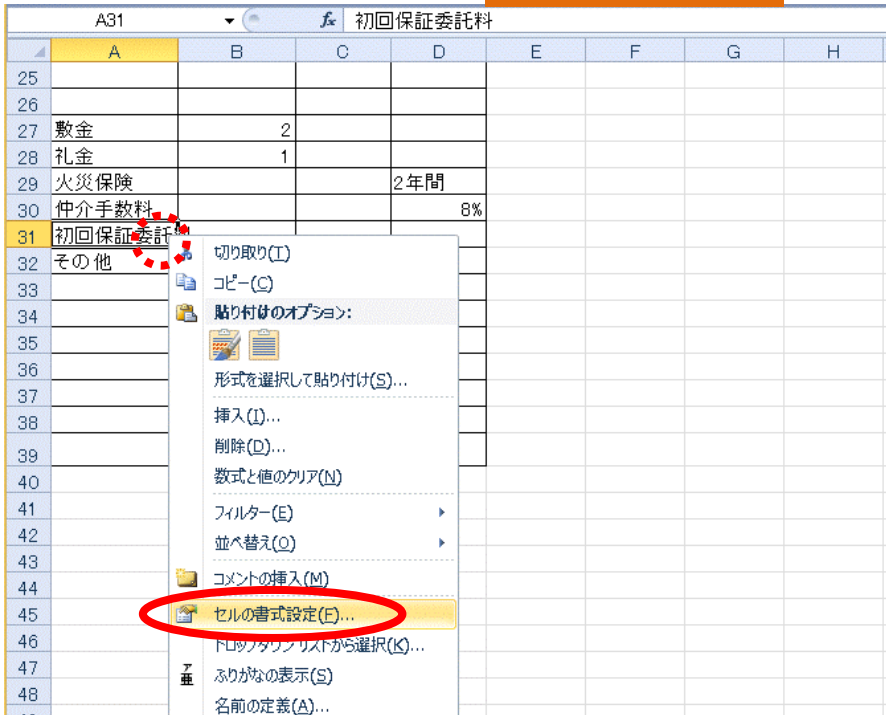 A31 fx 初回保証委託料
A B C D E F G H
25
26
27 敷金 2
28 礼金 1
29 火災保険 2年間
30 仲介手数料 8%
31 初回保証委託料
32 その他
切り取り(T)
33 コピー(C)
34 貼り付けのオプション:
35
36 形式を選択して貼り付け(S)...
37
38 挿入(I)...
39 削除(D)...
40 数式と値のクリア(N)
41 フィルター(E)
42 並べ替え(O)
43
44 コメントの挿入(M)
45 セルの書式設定(F)...
46 ドロップダウン リストから選択(K)...
47 ア亜 ふりがなの表示(S)
48 名前の定義(A)...